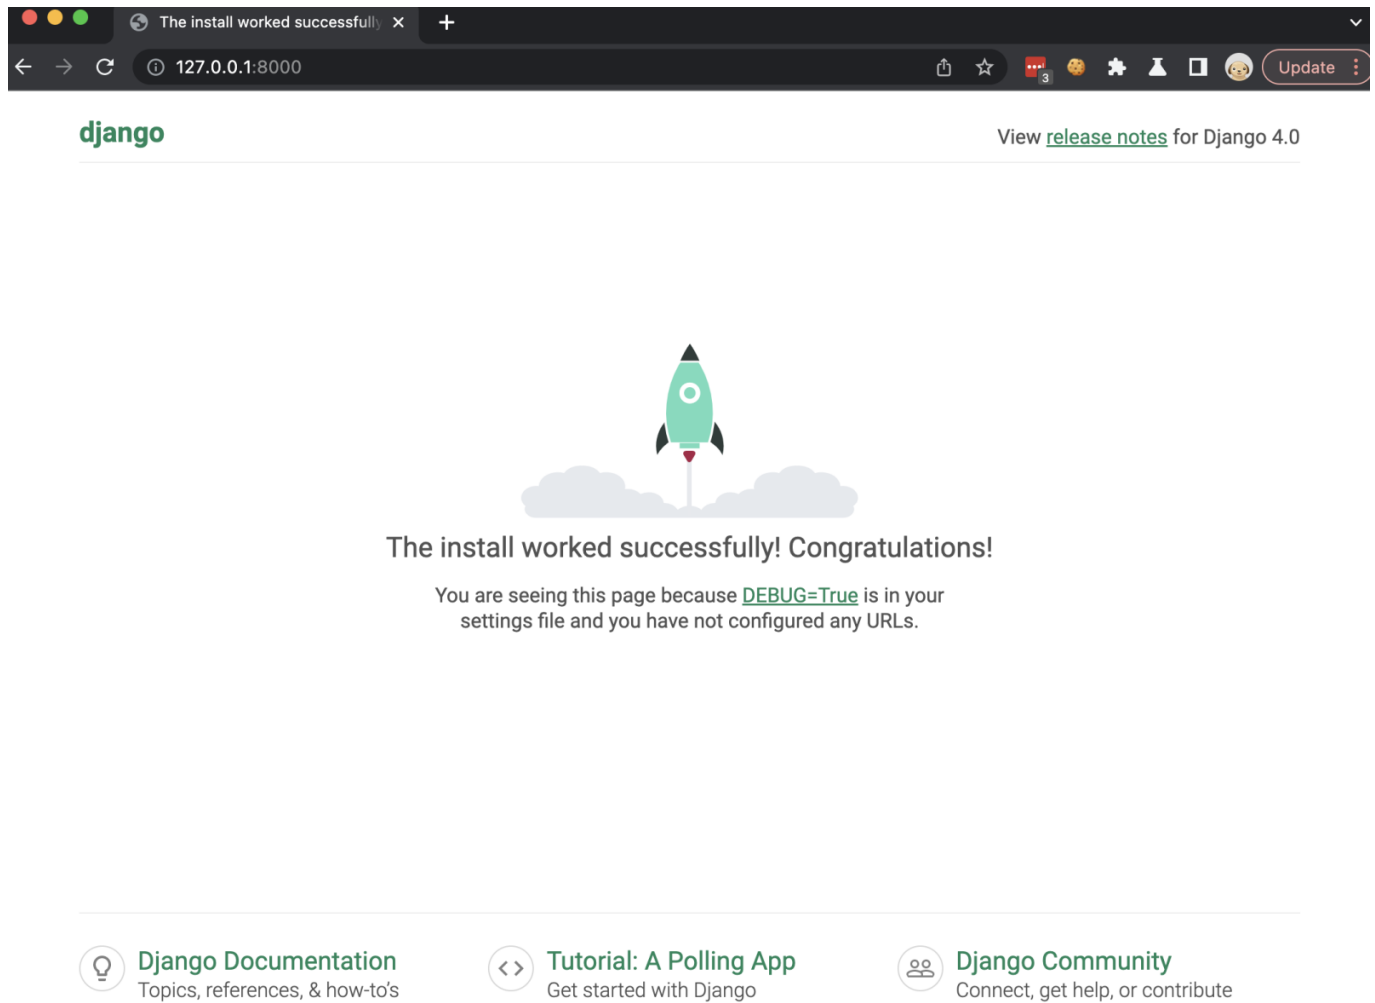 The install worked successfully
127.0.0.1:8000
3
Update
django
View release notes for Django 4.0
The install worked successfully! Congratulations!
You are seeing this page because DEBUG=True is in your
settings file and you have not configured any URLs.
Django Documentation
Topics, references, & how-to's
Tutorial: A Polling App
Get started with Django
Django Community
Connect, get help, or contribute